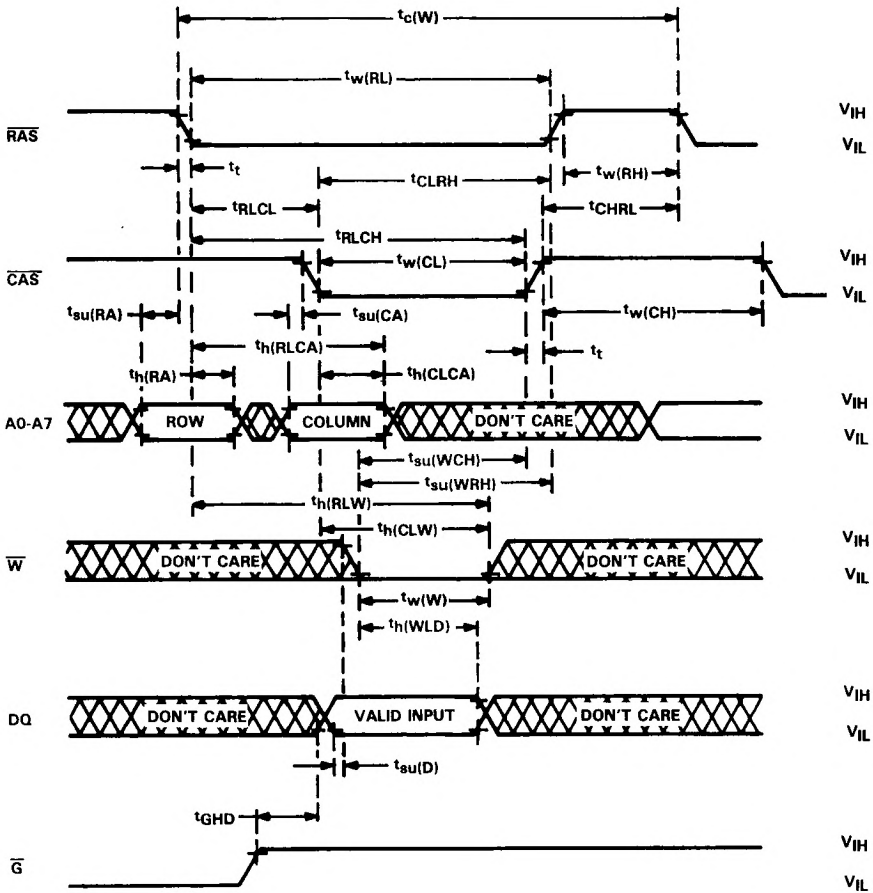 tc(W)
tw(RL)
RAS VIH
VIL
tt tCLRH tw(RH)
tRLCL tCHRL
tRLCH
CAS tw(CL) VIH
VIL
tsu(RA) tsu(CA) tw(CH)
th(RLCA) tt
th(RA) th(CLCA)
A0-A7 ROW COLUMN DON'T CARE VIH
VIL
tsu(WCH)
tsu(WRH)
th(RLW)
th(CLW)
W DON'T CARE DON'T CARE VIH
VIL
tw(W)
th(WLD)
DQ DON'T CARE VALID INPUT DON'T CARE VIH
VIL
tsu(D)
tGHD
G VIH
VIL